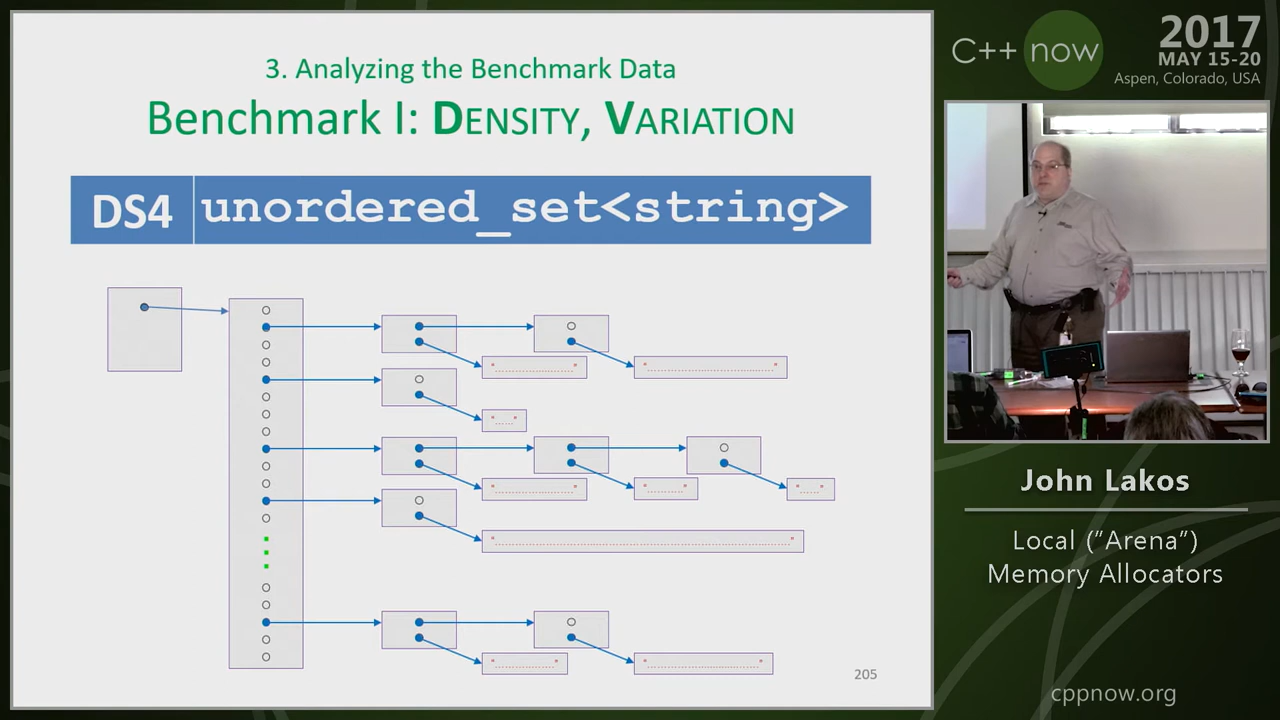 3. Analyzing the Benchmark Data
Benchmark I: DENSITY, VARIATION
DS4 unordered_set<string>
205
C++ now
2017
MAY 15-20
Aspen, Colorado, USA
John Lakos
Local ("Arena")
Memory Allocators
cppnow.org